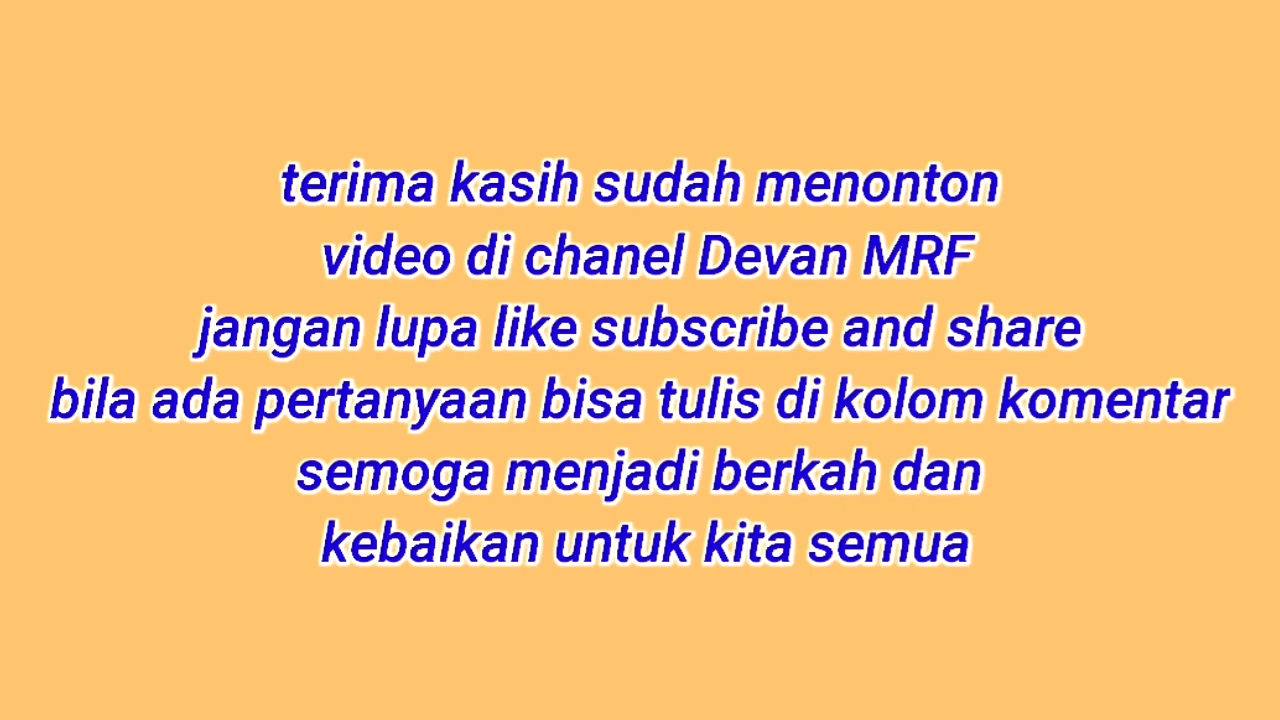 terima kasih sudah menonton
video di chanel Devan MRF
jangan lupa like subscribe and share
bila ada pertanyaan bisa tulis di kolom komentar
semoga menjadi berkah dan
kebaikan untuk kita semua